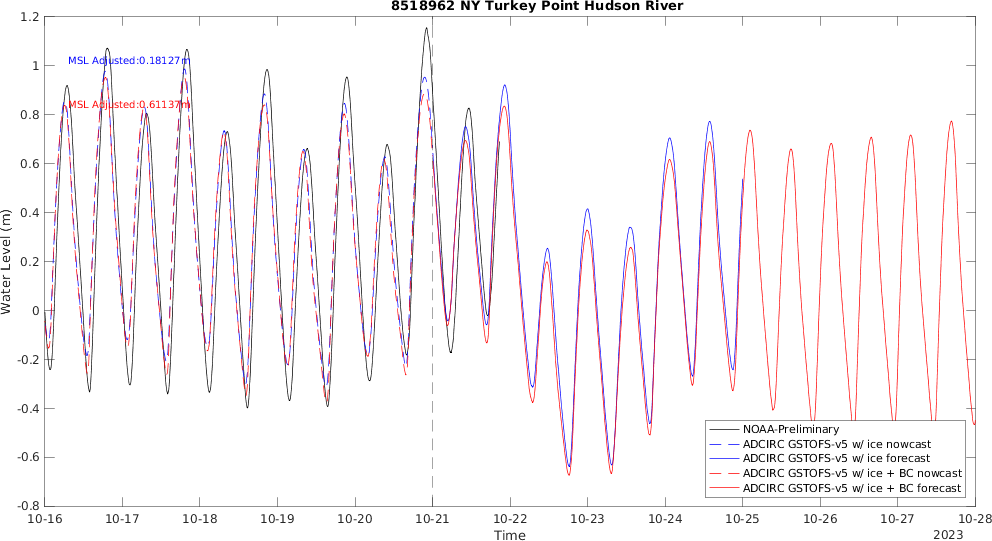 8518962 NY Turkey Point Hudson River
1.2
1
0.8
0.6
0.4
0.2
0
-0.2
-0.4
-0.6
-0.8
Water Level (m)
MSL Adjusted:0.18127m
MSL Adjusted:0.61137m
NOAA-Preliminary
ADCIRC GSTOFS-v5 w/ ice nowcast
ADCIRC GSTOFS-v5 w/ ice forecast
ADCIRC GSTOFS-v5 w/ ice + BC nowcast
ADCIRC GSTOFS-v5 w/ ice + BC forecast
10-16 10-17 10-18 10-19 10-20 10-21 10-22 10-23 10-24 10-25 10-26 10-27 10-28
Time
2023